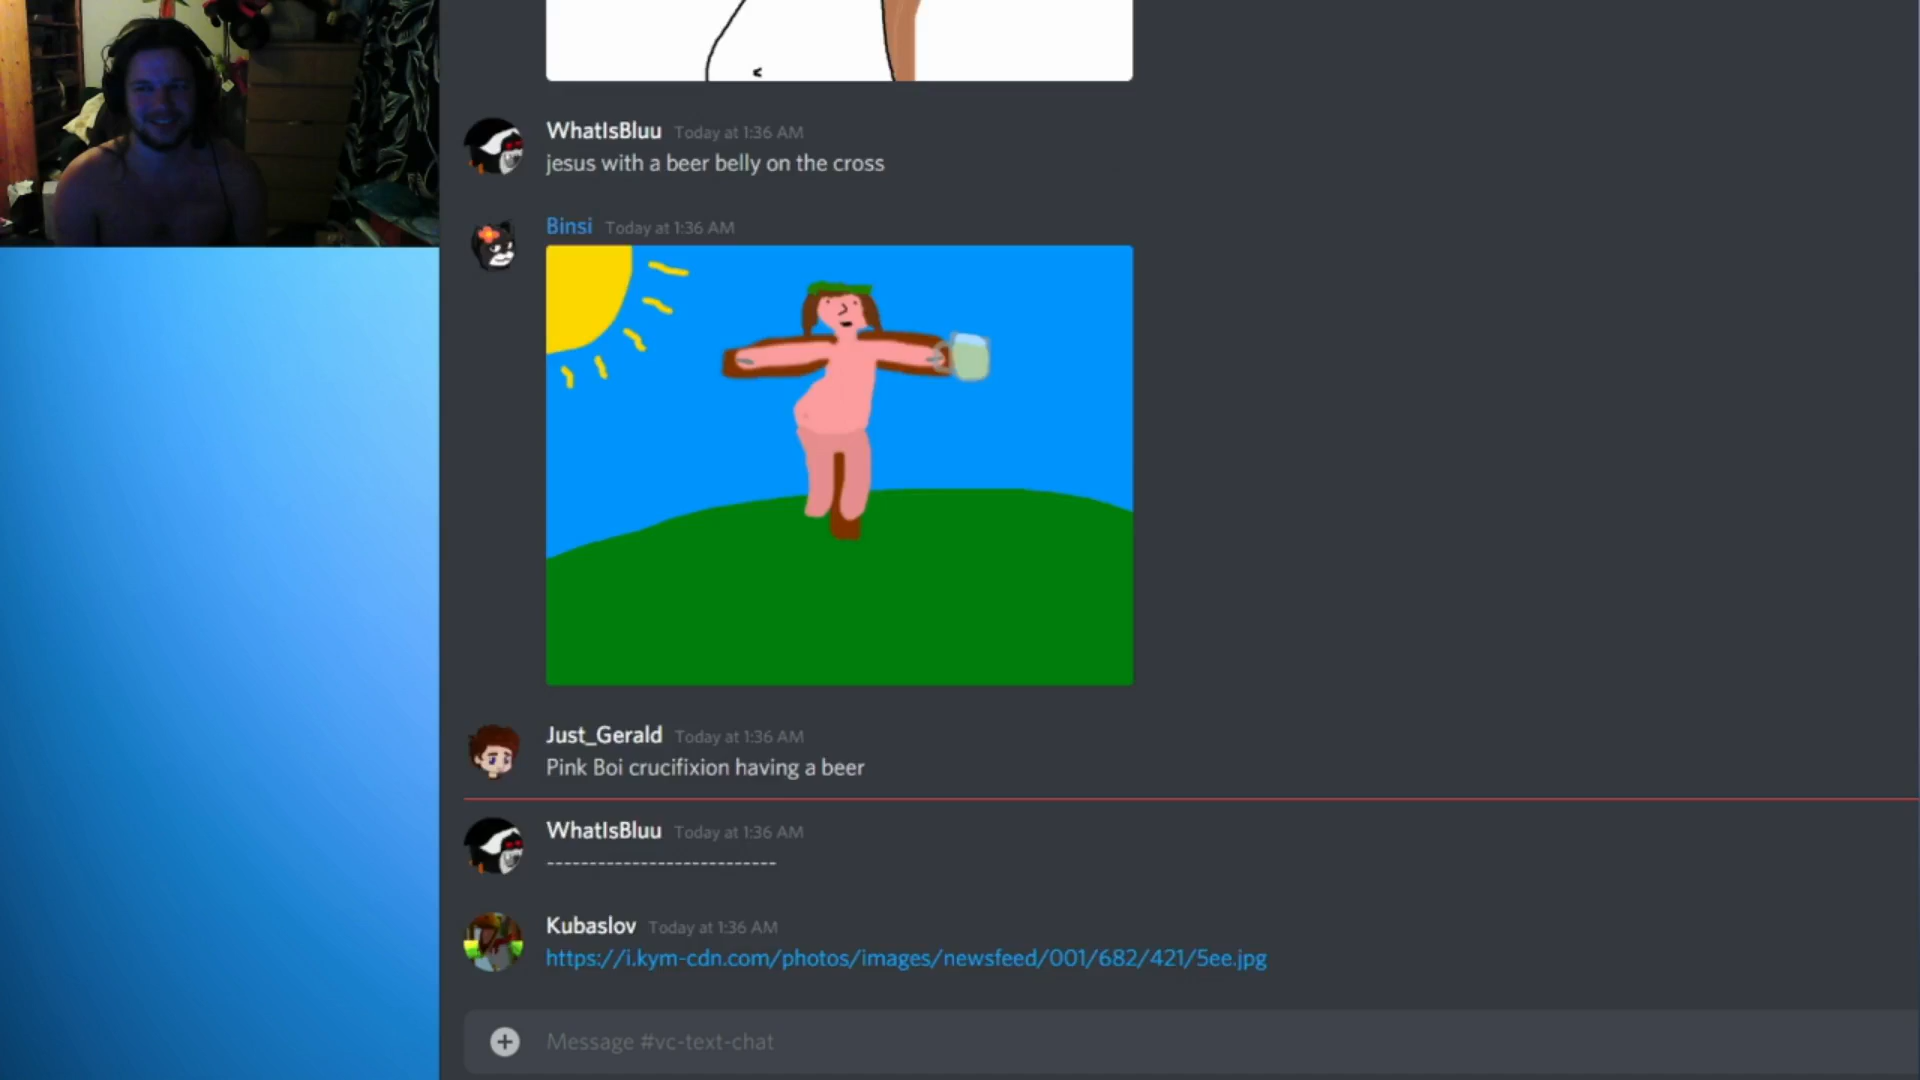 WhatIsBluu Today at 1:36 AM
jesus with a beer belly on the cross
Binsi Today at 1:36 AM
Just_Gerald Today at 1:36 AM
Pink Boi crucifixion having a beer
WhatIsBluu Today at 1:36 AM
---------------------------
Kubaslov Today at 1:36 AM
https://i.kym-cdn.com/photos/images/newsfeed/001/682/421/5ee.jpg
Message #vc-text-chat